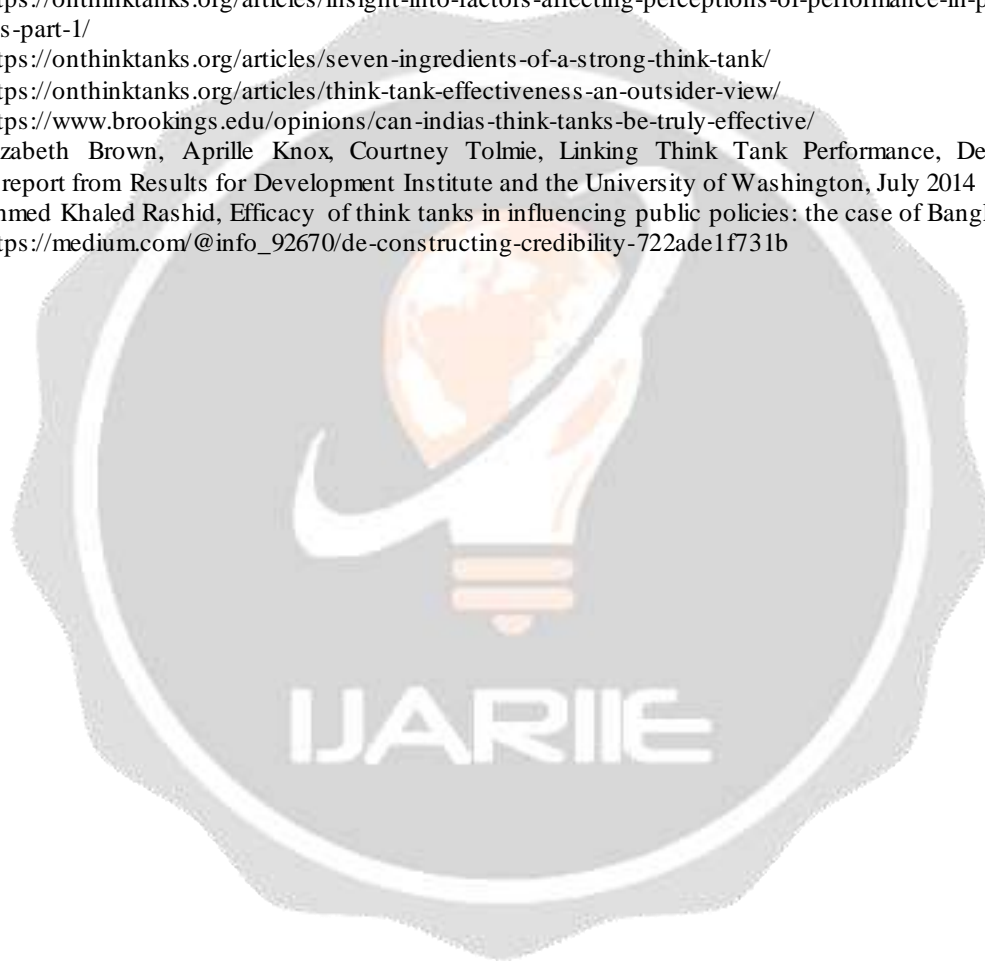 tps://onthinktanks.org/articles/insight-into-factors-affecting-perceptions-of-performance-in-p
s-part-1/
tps://onthinktanks.org/articles/seven-ingredients-of-a-strong-think-tank/
tps://onthinktanks.org/articles/think-tank-effectiveness-an-outsider-view/
tps://www.brookings.edu/opinions/can-indias-think-tanks-be-truly-effective/
zabeth Brown, Aprille Knox, Courtney Tolmie, Linking Think Tank Performance, De
report from Results for Development Institute and the University of Washington, July 2014
med Khaled Rashid, Efficacy of think tanks in influencing public policies: the case of Bangl
tps://medium.com/@info_92670/de-constructing-credibility-722ade1f731b
IJARIIE